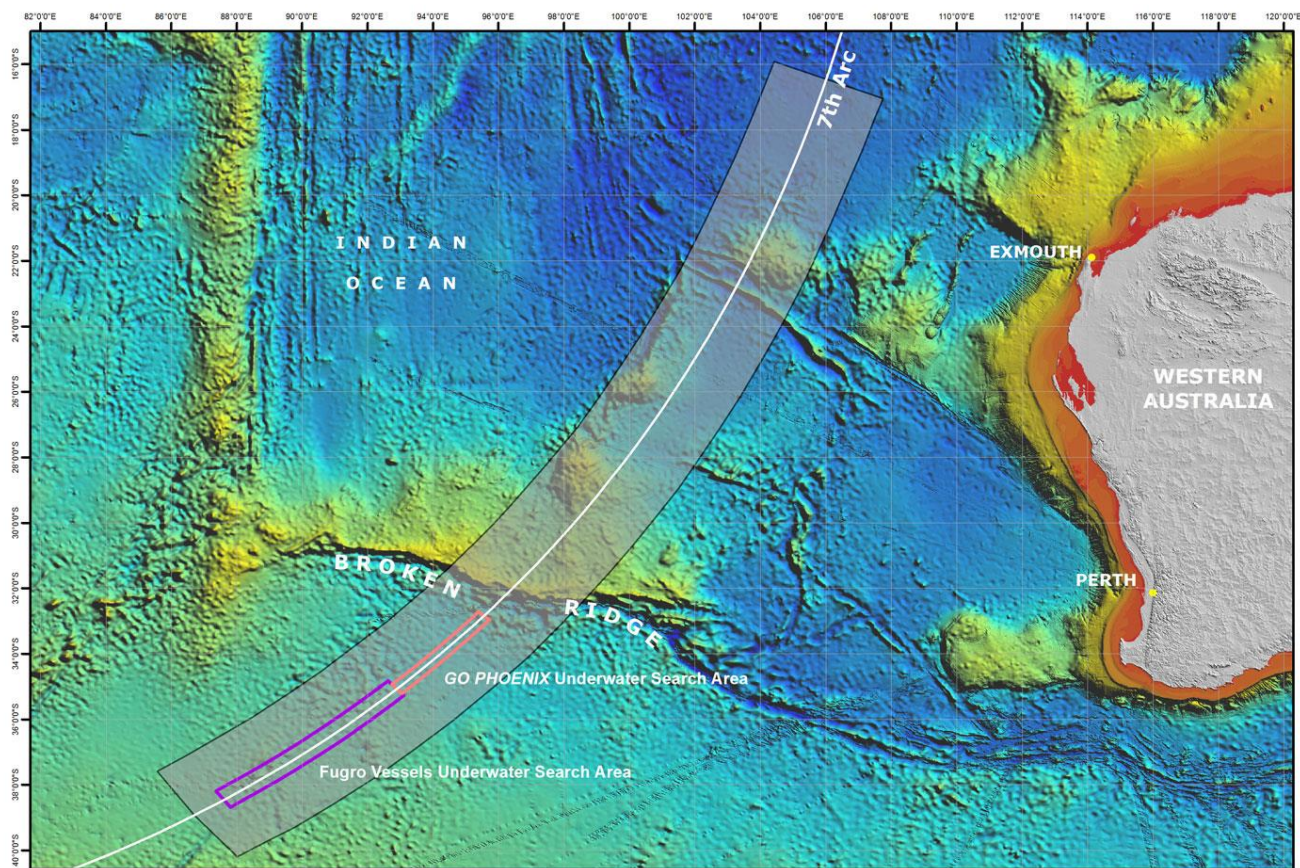 82°0'0"E 84°0'0"E 86°0'0"E 88°0'0"E 90°0'0"E 92°0'0"E 94°0'0"E 96°0'0"E 98°0'0"E 100°0'0"E 102°0'0"E 104°0'0"E 106°0'0"E 108°0'0"E 110°0'0"E 112°0'0"E 114°0'0"E 116°0'0"E 118°0'0"E 120°0'0"E
16°0'0"S
18°0'0"S
20°0'0"S
22°0'0"S
24°0'0"S
26°0'0"S
28°0'0"S
30°0'0"S
32°0'0"S
34°0'0"S
36°0'0"S
38°0'0"S
40°0'0"S
7th Arc
INDIAN
OCEAN
EXMOUTH
WESTERN
AUSTRALIA
BROKEN
RIDGE
PERTH
GO PHOENIX Underwater Search Area
Fugro Vessels Underwater Search Area